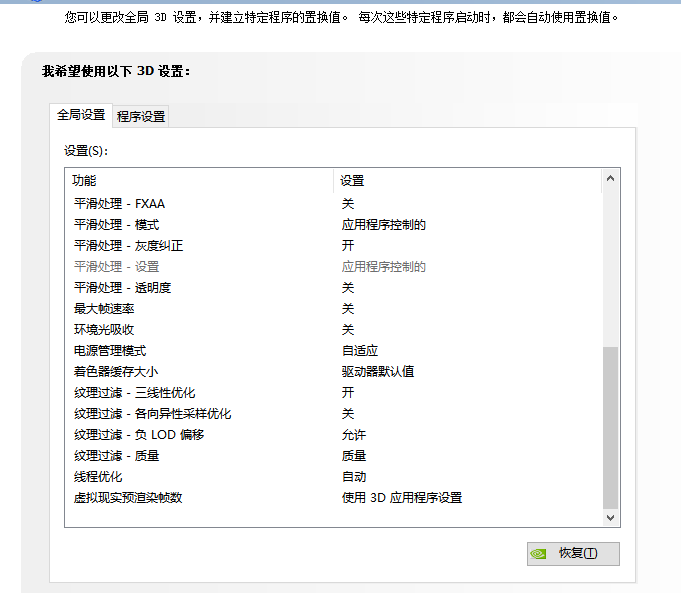 您可以更改全局 3D 设置，并建立特定程序的置换值。 每次这些特定程序启动时，都会自动使用置换值。
我希望使用以下 3D 设置：
全局设置 程序设置
设置(S)：
功能 设置
平滑处理 - FXAA 关
平滑处理 - 模式 应用程序控制的
平滑处理 - 灰度纠正 开
平滑处理 - 设置 应用程序控制的
平滑处理 - 透明度 关
最大帧速率 关
环境光吸收 关
电源管理模式 自适应
着色器缓存大小 驱动器默认值
纹理过滤 - 三线性优化 开
纹理过滤 - 各向异性采样优化 关
纹理过滤 - 负 LOD 偏移 允许
纹理过滤 - 质量 质量
线程优化 自动
虚拟现实预渲染帧数 使用 3D 应用程序设置
恢复(T)